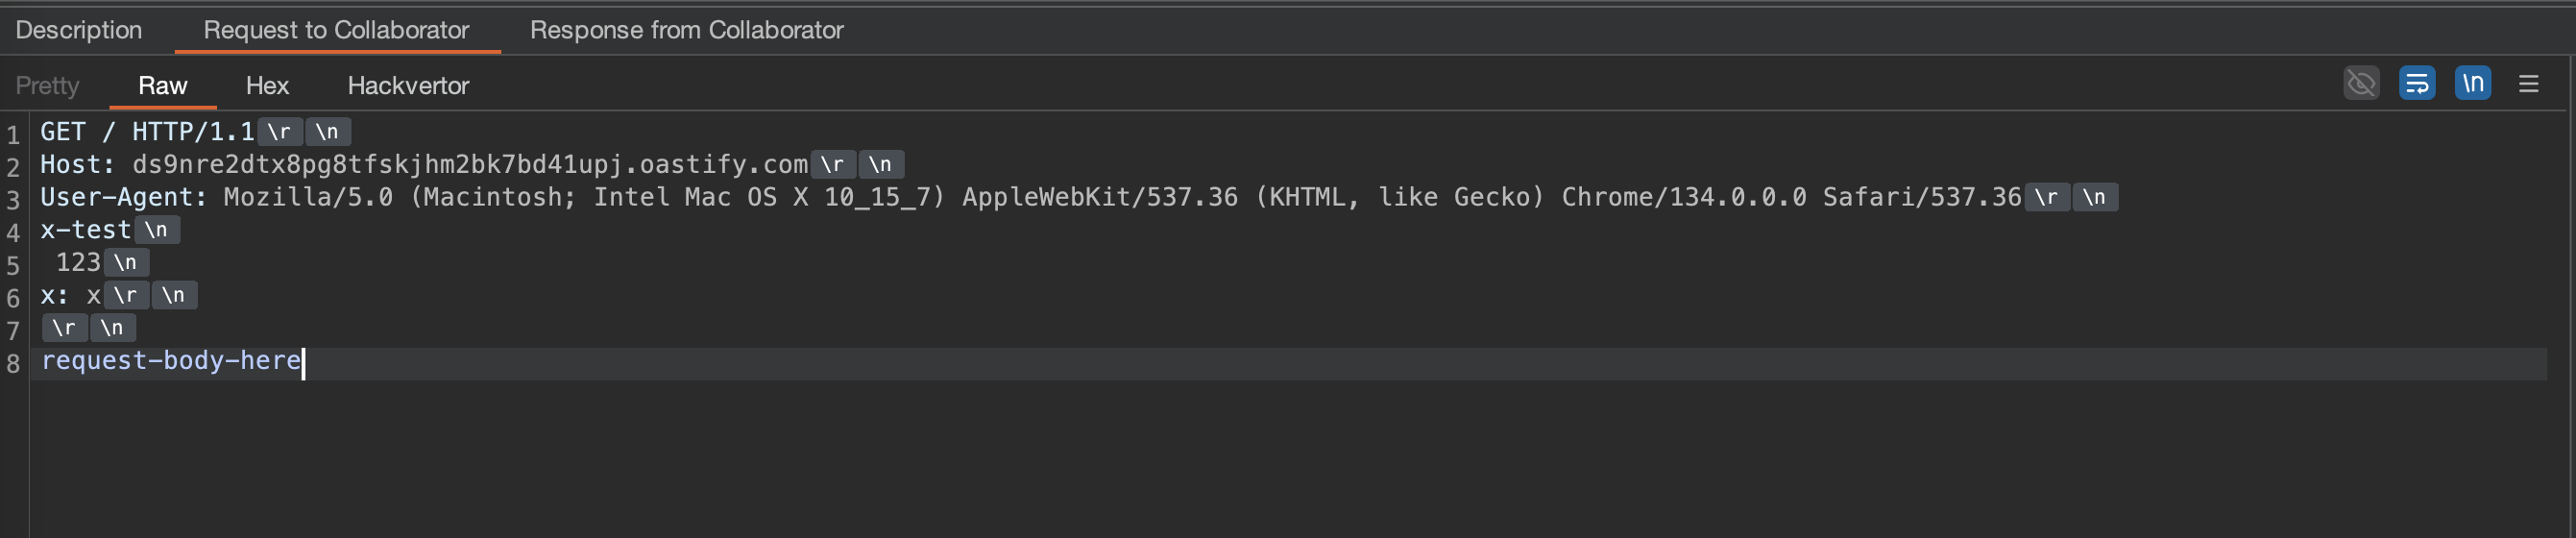 Description Request to Collaborator Response from Collaborator
Pretty Raw Hex Hackvertor \n
1 GET / HTTP/1.1 \r \n
2 Host: ds9nre2dtx8pg8tfskjhm2bk7bd41upj.oastify.com \r \n
3 User-Agent: Mozilla/5.0 (Macintosh; Intel Mac OS X 10_15_7) AppleWebKit/537.36 (KHTML, like Gecko) Chrome/134.0.0.0 Safari/537.36 \r \n
4 x-test \n
5  123 \n
6 x: x \r \n
7 \r \n
8 request-body-here